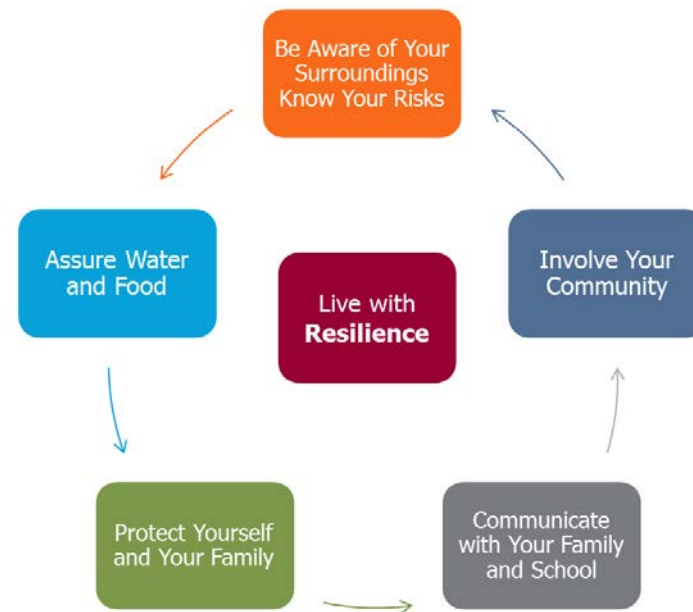 Be Aware of Your
Surroundings
Know Your Risks
Assure Water
and Food
Involve Your
Community
Live with
Resilience
Protect Yourself
and Your Family
Communicate
with Your Family
and School